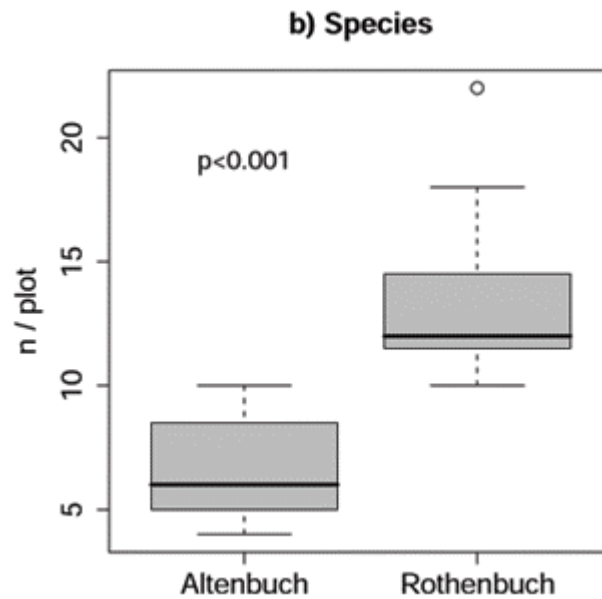 b) Species
p<0.001
n / plot
20
15
10
5
Altenbuch
Rothenbuch